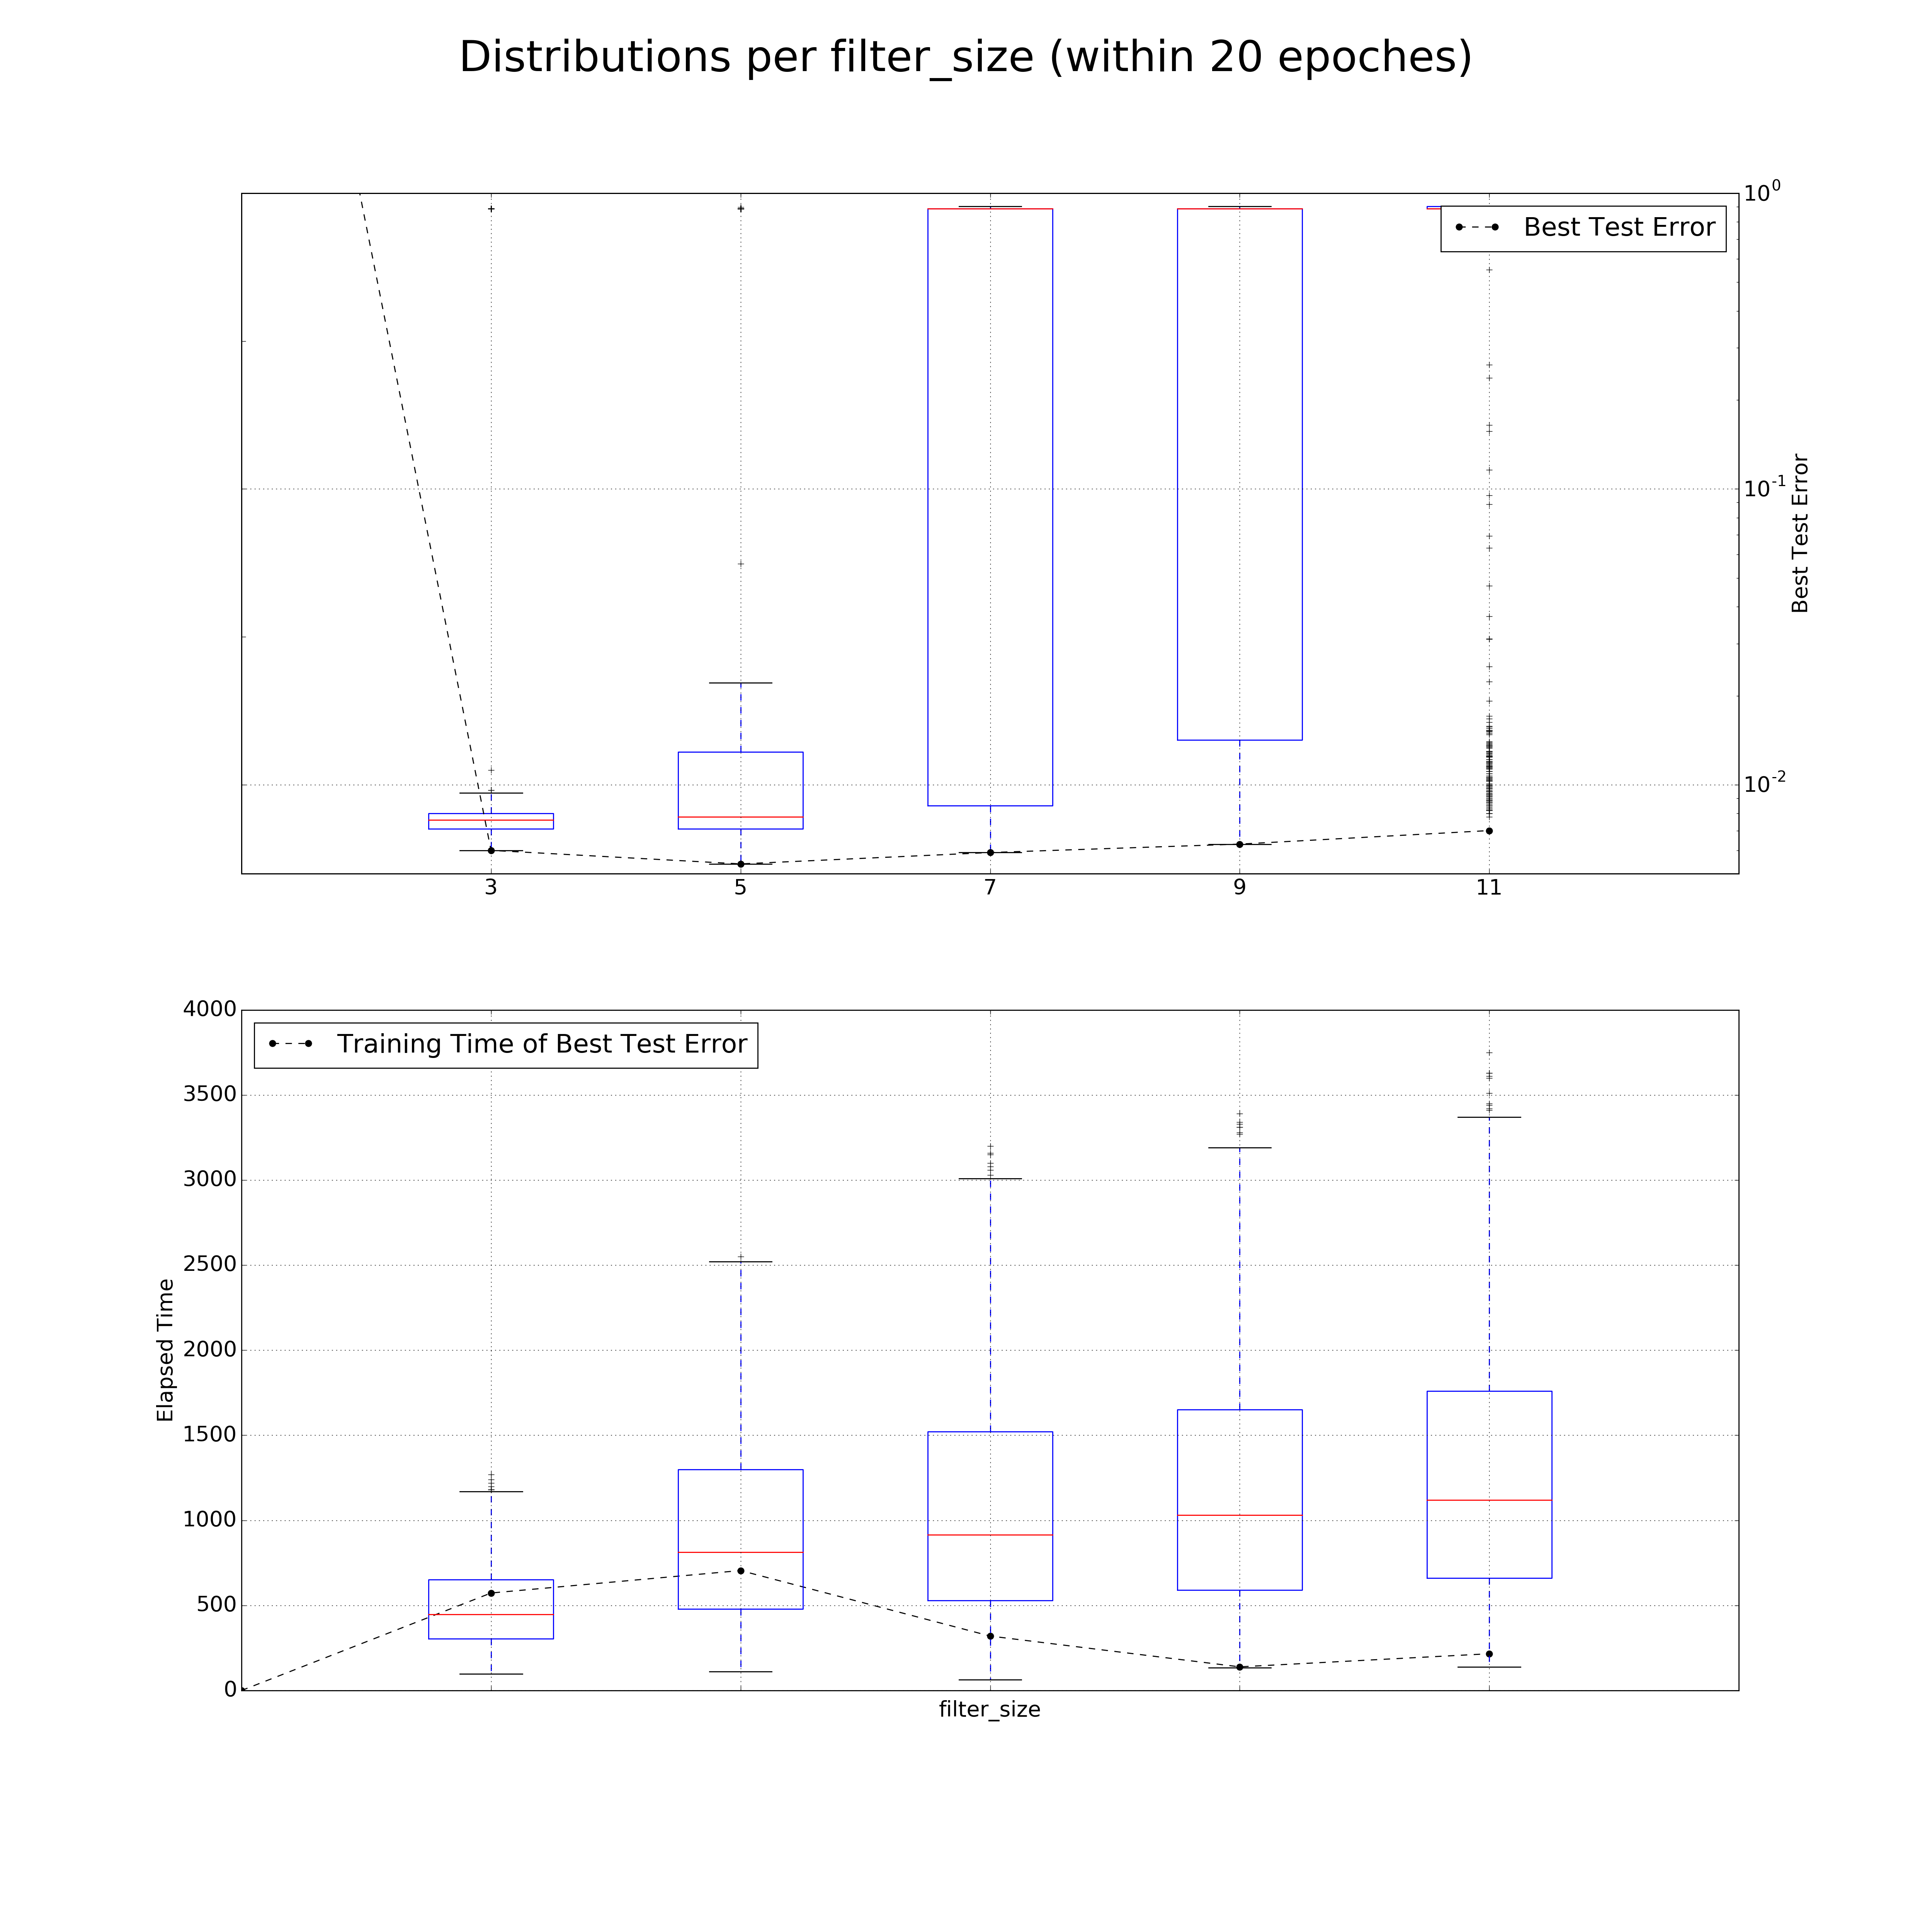 Distributions per filter_size (within 20 epoches)
10^0
Best Test Error
10^-1
Best Test Error
10^-2
3 5 7 9 11
4000
Training Time of Best Test Error
3500
3000
2500
2000
Elapsed Time
1500
1000
500
0
filter_size